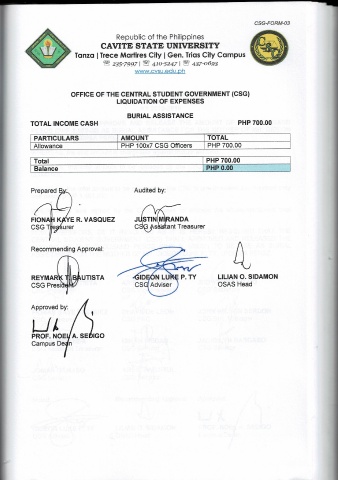 CSG-FORM-03
Republic of the Philippines
CAVITE STATE UNIVERSITY
Tanza | Trece Martires City | Gen. Trias City Campus
☏ 235-7997 | ☏ 410-5247 | ☏ 437-0693
www.cvsu.edu.ph
OFFICE OF THE CENTRAL STUDENT GOVERNMENT (CSG)
LIQUIDATION OF EXPENSES
BURIAL ASSISTANCE
TOTAL INCOME CASH PHP 700.00
PARTICULARS AMOUNT TOTAL
Allowance PHP 100x7 CSG Officers PHP 700.00
Total PHP 700.00
Balance PHP 0.00
Prepared By: Audited by:
FIONAH KAYE R. VASQUEZ JUSTIN MIRANDA
CSG Treasurer CSG Assistant Treasurer
Recommending Approval:
REYMARK T. BAUTISTA GIDEON LUKE P. TY LILIAN O. SIDAMON
CSG President CSG Adviser OSAS Head
Approved by:
PROF. NOEL A. SEDIGO
Campus Dean